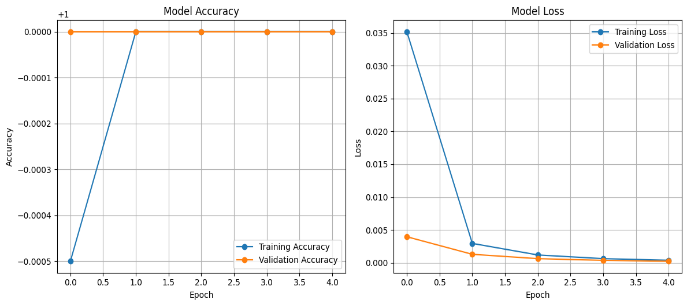 Model Accuracy
+1
0.0000
−0.0001
−0.0002
−0.0003
−0.0004
−0.0005
Accuracy
0.0 0.5 1.0 1.5 2.0 2.5 3.0 3.5 4.0
Epoch
Training Accuracy
Validation Accuracy
Model Loss
0.035
0.030
0.025
0.020
0.015
0.010
0.005
0.000
Loss
0.0 0.5 1.0 1.5 2.0 2.5 3.0 3.5 4.0
Epoch
Training Loss
Validation Loss